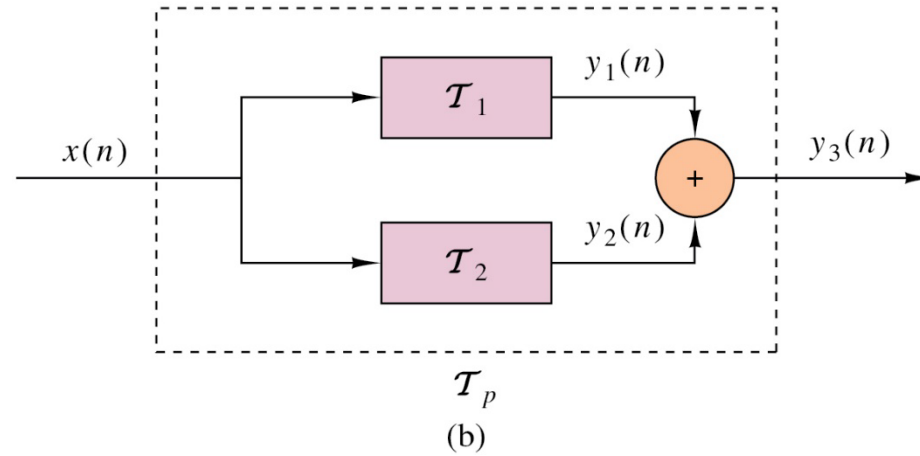 𝒯₁
y₁(n)
x(n)
+
y₃(n)
𝒯₂
y₂(n)
𝒯ₚ
(b)